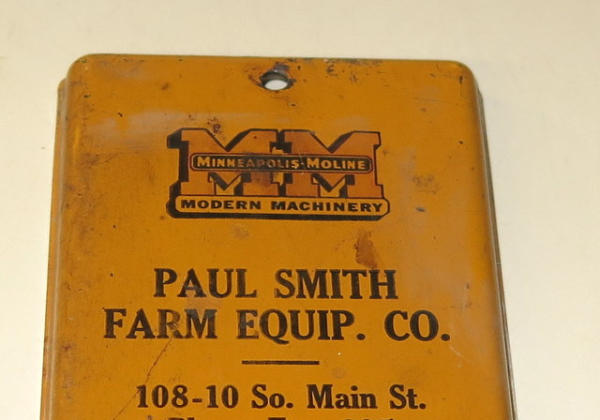 MM
MINNEAPOLIS-MOLINE
MODERN MACHINERY
PAUL SMITH
FARM EQUIP. CO.
108-10 So. Main St.